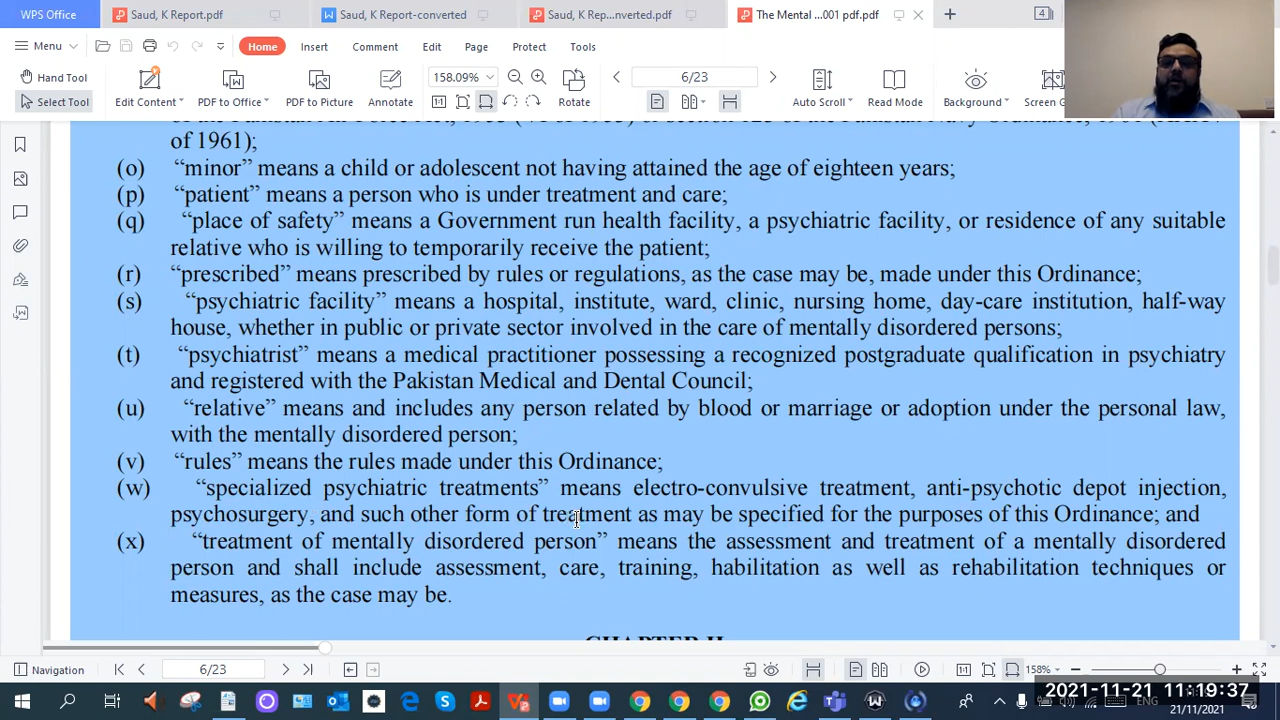 WPS Office
Saud, K Report.pdf
Saud, K Report-converted
Saud, K Rep...nverted.pdf
The Mental ...001 pdf.pdf
4
Menu
Home
Insert
Comment
Edit
Page
Protect
Tools
Hand Tool
Select Tool
Edit Content
PDF to Office
PDF to Picture
Annotate
158.09%
Rotate
6/23
Auto Scroll
Read Mode
Background
Screen G
of 1961);
(o) “minor” means a child or adolescent not having attained the age of eighteen years;
(p) “patient” means a person who is under treatment and care;
(q) “place of safety” means a Government run health facility, a psychiatric facility, or residence of any suitable
relative who is willing to temporarily receive the patient;
(r) “prescribed” means prescribed by rules or regulations, as the case may be, made under this Ordinance;
(s) “psychiatric facility” means a hospital, institute, ward, clinic, nursing home, day-care institution, half-way
house, whether in public or private sector involved in the care of mentally disordered persons;
(t) “psychiatrist” means a medical practitioner possessing a recognized postgraduate qualification in psychiatry
and registered with the Pakistan Medical and Dental Council;
(u) “relative” means and includes any person related by blood or marriage or adoption under the personal law,
with the mentally disordered person;
(v) “rules” means the rules made under this Ordinance;
(w) “specialized psychiatric treatments” means electro-convulsive treatment, anti-psychotic depot injection,
psychosurgery, and such other form of treatment as may be specified for the purposes of this Ordinance; and
(x) “treatment of mentally disordered person” means the assessment and treatment of a mentally disordered
person and shall include assessment, care, training, habilitation as well as rehabilitation techniques or
measures, as the case may be.
CHAPTER II
Navigation
6/23
158%
2021-11-21 11:19:37
ENG
21/11/2021